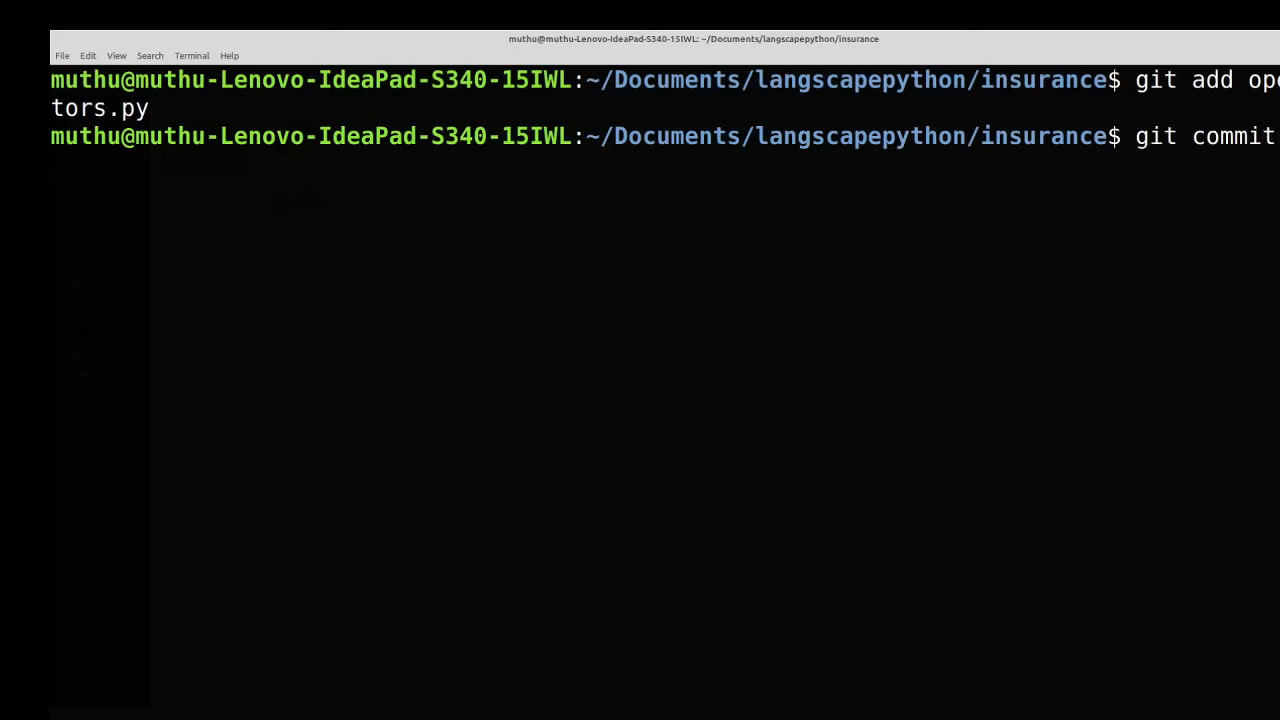 muthu@muthu-Lenovo-IdeaPad-S340-15IWL: ~/Documents/langscapepython/insurance
File Edit View Search Terminal Help
muthu@muthu-Lenovo-IdeaPad-S340-15IWL:~/Documents/langscapepython/insurance$ git add ope
tors.py
muthu@muthu-Lenovo-IdeaPad-S340-15IWL:~/Documents/langscapepython/insurance$ git commit